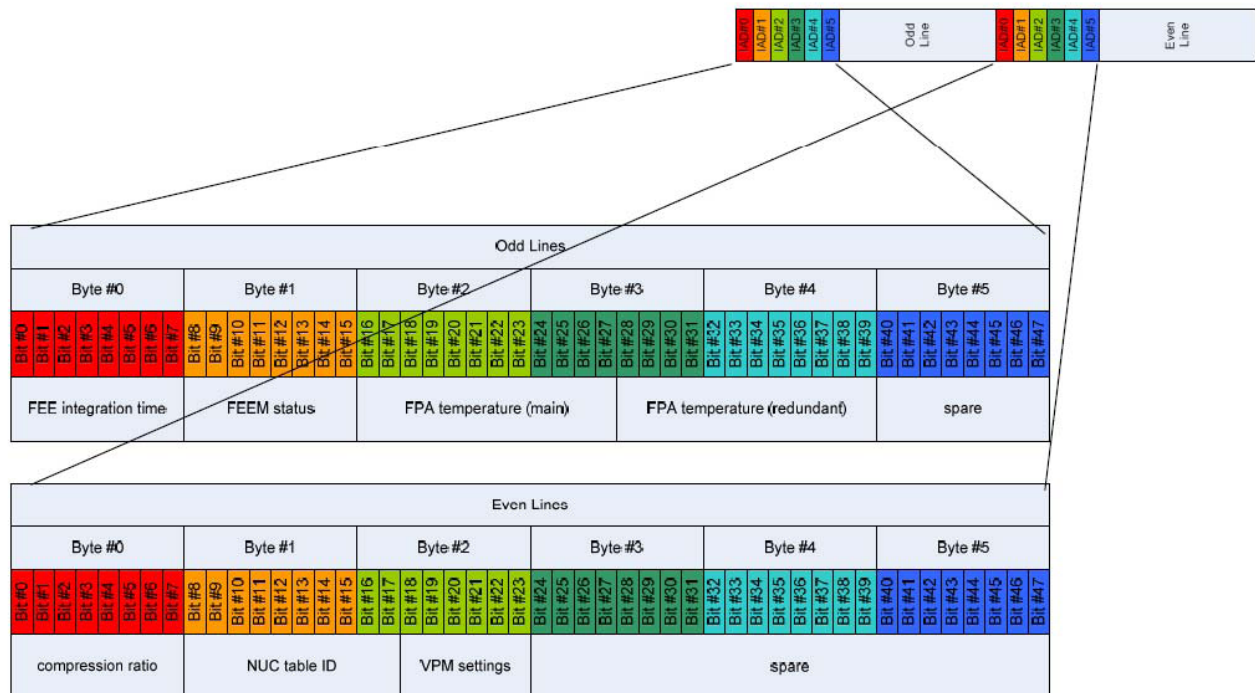 IAD#0 IAD#1 IAD#2 IAD#3 IAD#4 IAD#5 Odd Line IAD#0 IAD#1 IAD#2 IAD#3 IAD#4 IAD#5 Even Line
Odd Lines
Byte #0 Byte #1 Byte #2 Byte #3 Byte #4 Byte #5
Bit #0 Bit #1 Bit #2 Bit #3 Bit #4 Bit #5 Bit #6 Bit #7 Bit #8 Bit #9 Bit #10 Bit #11 Bit #12 Bit #13 Bit #14 Bit #15 Bit #16 Bit #17 Bit #18 Bit #19 Bit #20 Bit #21 Bit #22 Bit #23 Bit #24 Bit #25 Bit #26 Bit #27 Bit #28 Bit #29 Bit #30 Bit #31 Bit #32 Bit #33 Bit #34 Bit #35 Bit #36 Bit #37 Bit #38 Bit #39 Bit #40 Bit #41 Bit #42 Bit #43 Bit #44 Bit #45 Bit #46 Bit #47
FEE integration time FEEM status FPA temperature (main) FPA temperature (redundant) spare
Even Lines
Byte #0 Byte #1 Byte #2 Byte #3 Byte #4 Byte #5
Bit #0 Bit #1 Bit #2 Bit #3 Bit #4 Bit #5 Bit #6 Bit #7 Bit #8 Bit #9 Bit #10 Bit #11 Bit #12 Bit #13 Bit #14 Bit #15 Bit #16 Bit #17 Bit #18 Bit #19 Bit #20 Bit #21 Bit #22 Bit #23 Bit #24 Bit #25 Bit #26 Bit #27 Bit #28 Bit #29 Bit #30 Bit #31 Bit #32 Bit #33 Bit #34 Bit #35 Bit #36 Bit #37 Bit #38 Bit #39 Bit #40 Bit #41 Bit #42 Bit #43 Bit #44 Bit #45 Bit #46 Bit #47
compression ratio NUC table ID VPM settings spare